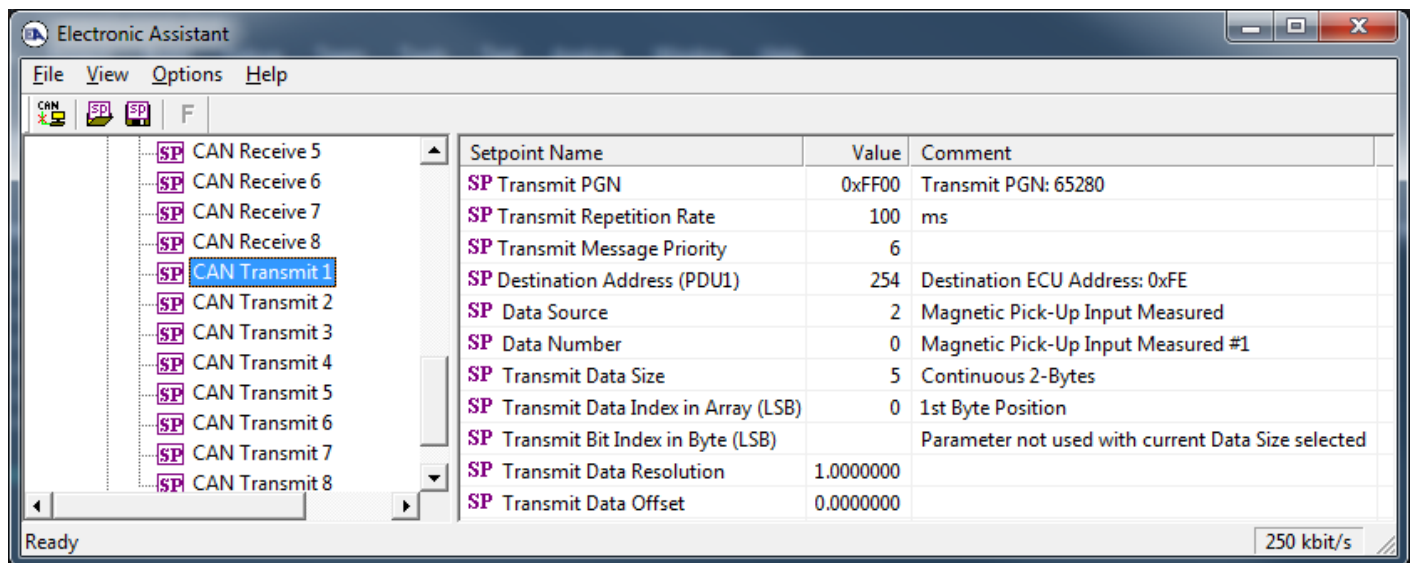 Electronic Assistant
File View Options Help
CAN SP SP F
SP CAN Receive 5
SP CAN Receive 6
SP CAN Receive 7
SP CAN Receive 8
SP CAN Transmit 1
SP CAN Transmit 2
SP CAN Transmit 3
SP CAN Transmit 4
SP CAN Transmit 5
SP CAN Transmit 6
SP CAN Transmit 7
SP CAN Transmit 8
Setpoint Name Value Comment
SP Transmit PGN 0xFF00 Transmit PGN: 65280
SP Transmit Repetition Rate 100 ms
SP Transmit Message Priority 6
SP Destination Address (PDU1) 254 Destination ECU Address: 0xFE
SP Data Source 2 Magnetic Pick-Up Input Measured
SP Data Number 0 Magnetic Pick-Up Input Measured #1
SP Transmit Data Size 5 Continuous 2-Bytes
SP Transmit Data Index in Array (LSB) 0 1st Byte Position
SP Transmit Bit Index in Byte (LSB) Parameter not used with current Data Size selected
SP Transmit Data Resolution 1.0000000
SP Transmit Data Offset 0.0000000
Ready 250 kbit/s